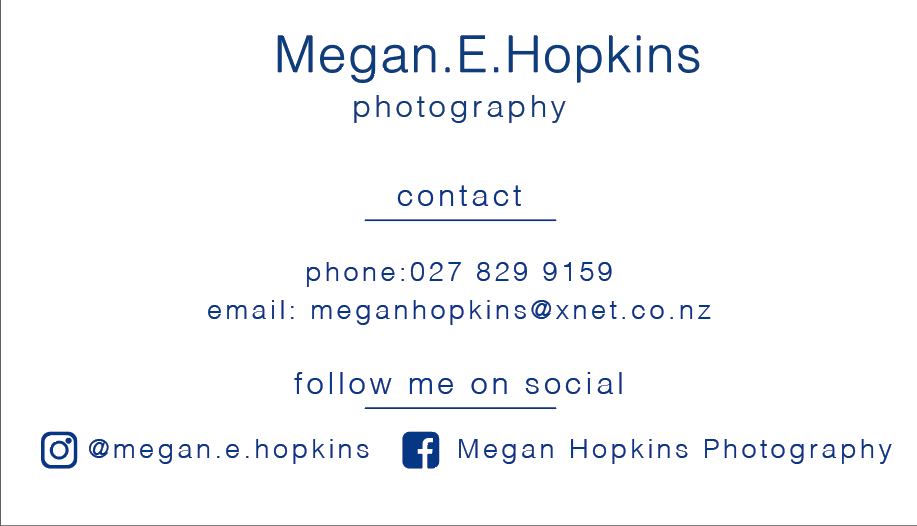 Megan.E.Hopkins
photography
contact
phone:027 829 9159
email: meganhopkins@xnet.co.nz
follow me on social
@megan.e.hopkins Megan Hopkins Photography